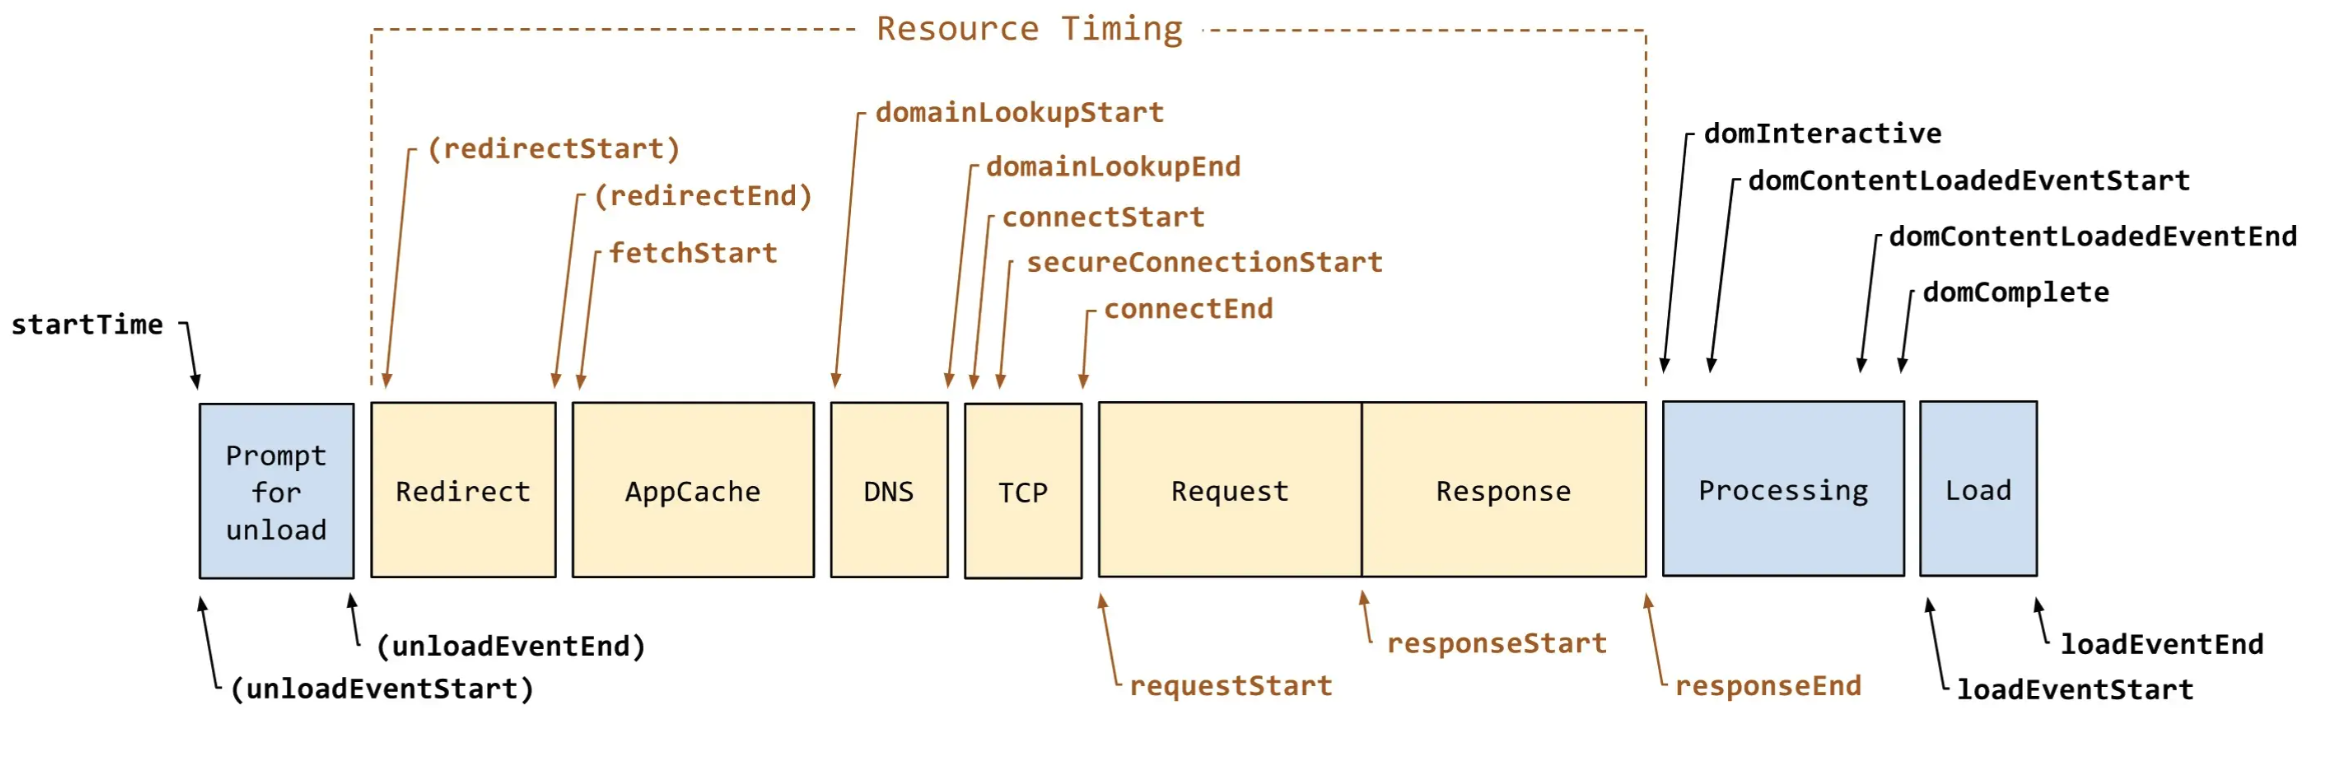 Resource Timing
domainLookupStart
domInteractive
(redirectStart)
domainLookupEnd
domContentLoadedEventStart
(redirectEnd)
connectStart
domContentLoadedEventEnd
fetchStart
secureConnectionStart
domComplete
connectEnd
startTime
Prompt
for
unload
Redirect
AppCache
DNS
TCP
Request
Response
Processing
Load
(unloadEventEnd)
responseStart
loadEventEnd
(unloadEventStart)
requestStart
responseEnd
loadEventStart